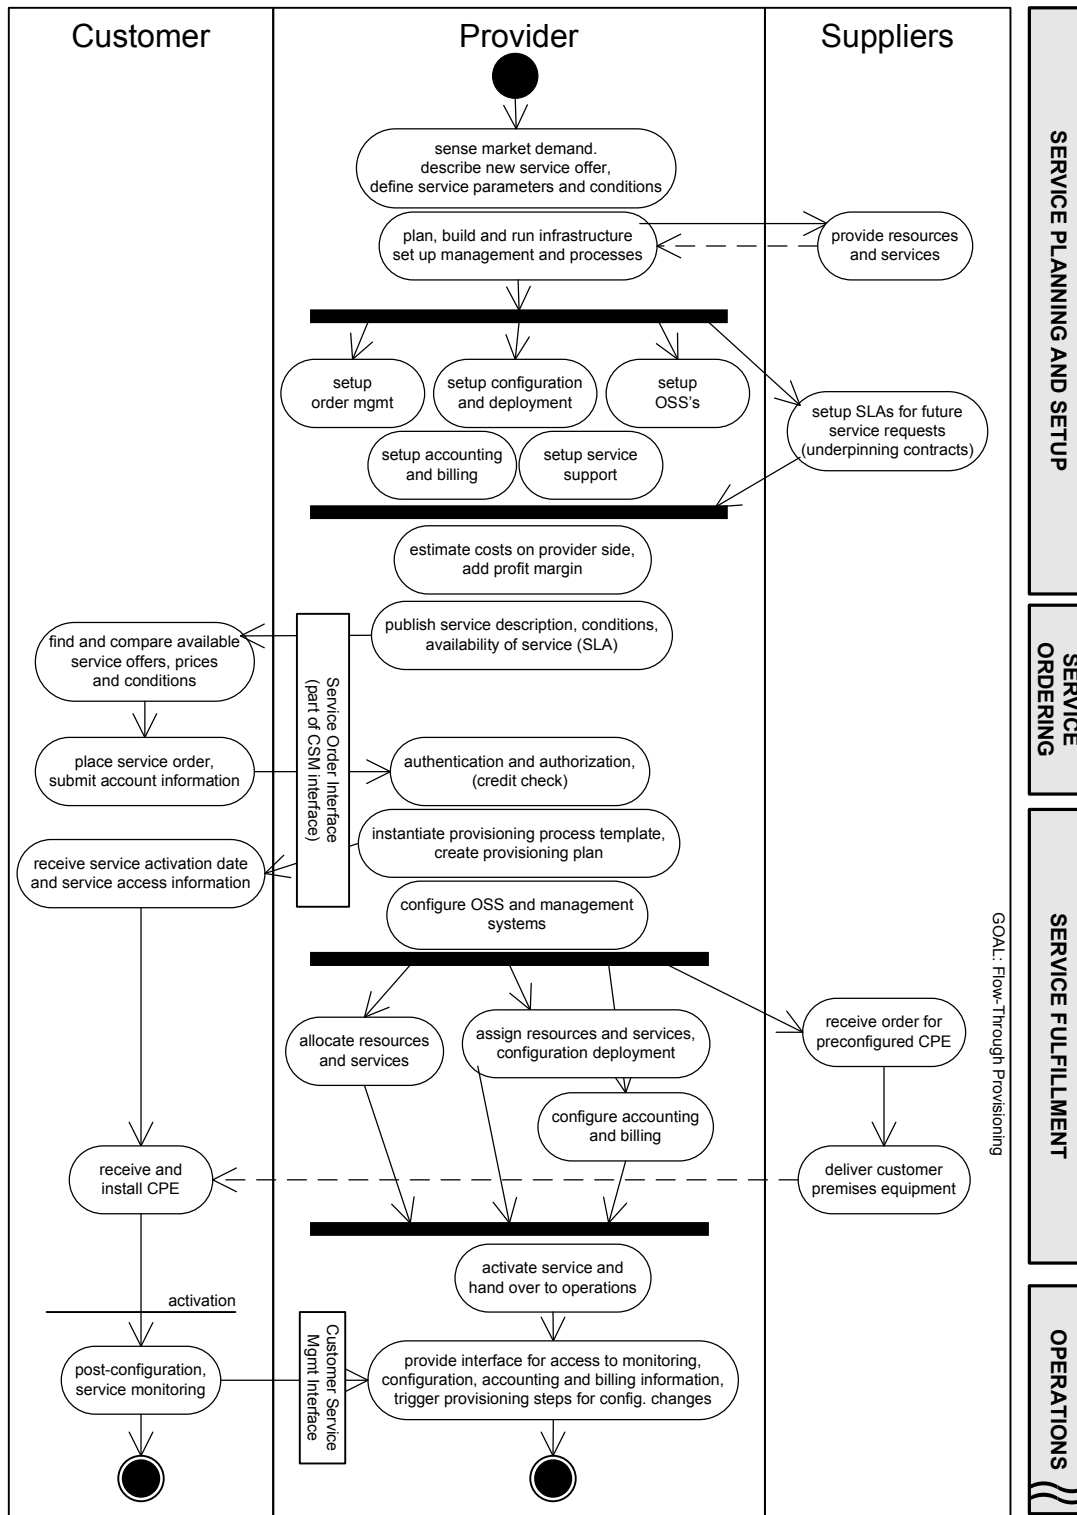 Customer
Provider
Suppliers
sense market demand.
describe new service offer,
define service parameters and conditions
plan, build and run infrastructure
set up management and processes
provide resources
and services
setup
order mgmt
setup configuration
and deployment
setup
OSS's
setup SLAs for future
service requests
(underpinning contracts)
setup accounting
and billing
setup service
support
estimate costs on provider side,
add profit margin
publish service description, conditions,
availability of service (SLA)
find and compare available
service offers, prices
and conditions
Service Order Interface
(part of CSM interface)
place service order,
submit account information
authentication and authorization,
(credit check)
instantiate provisioning process template,
create provisioning plan
receive service activation date
and service access information
configure OSS and management
systems
allocate resources
and services
assign resources and services,
configuration deployment
receive order for
preconfigured CPE
configure accounting
and billing
receive and
install CPE
deliver customer
premises equipment
activate service and
hand over to operations
activation
Customer Service
Mgmt Interface
post-configuration,
service monitoring
provide interface for access to monitoring,
configuration, accounting and billing information,
trigger provisioning steps for config. changes
GOAL: Flow-Through Provisioning
SERVICE PLANNING AND SETUP
SERVICE
ORDERING
SERVICE FULFILLMENT
OPERATIONS